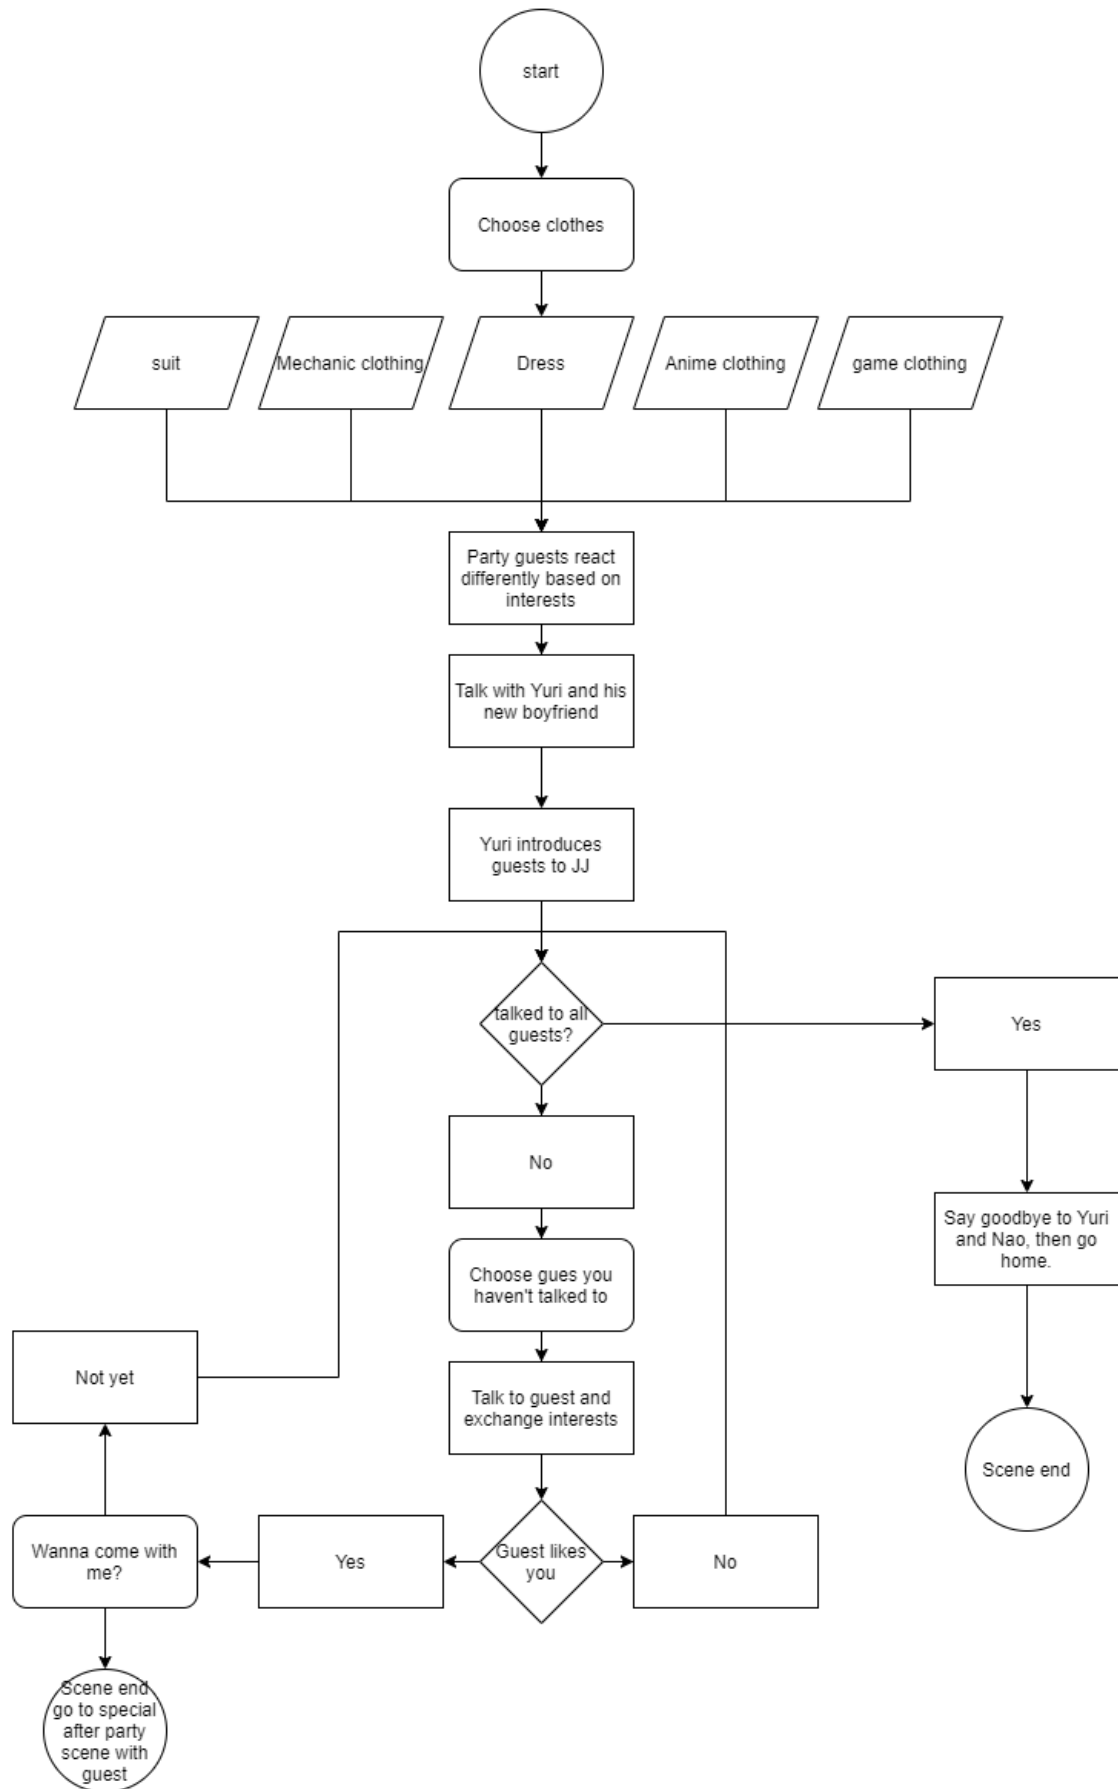 start
Choose clothes
suit
Mechanic clothing
Dress
Anime clothing
game clothing
Party guests react
differently based on
interests
Talk with Yuri and his
new boyfriend
Yuri introduces
guests to JJ
talked to all
guests?
Yes
No
Say goodbye to Yuri
and Nao, then go
home.
Choose gues you
haven't talked to
Not yet
Talk to guest and
exchange interests
Scene end
Wanna come with
me?
Yes
Guest likes
you
No
Scene end
go to special
after party
scene with
guest